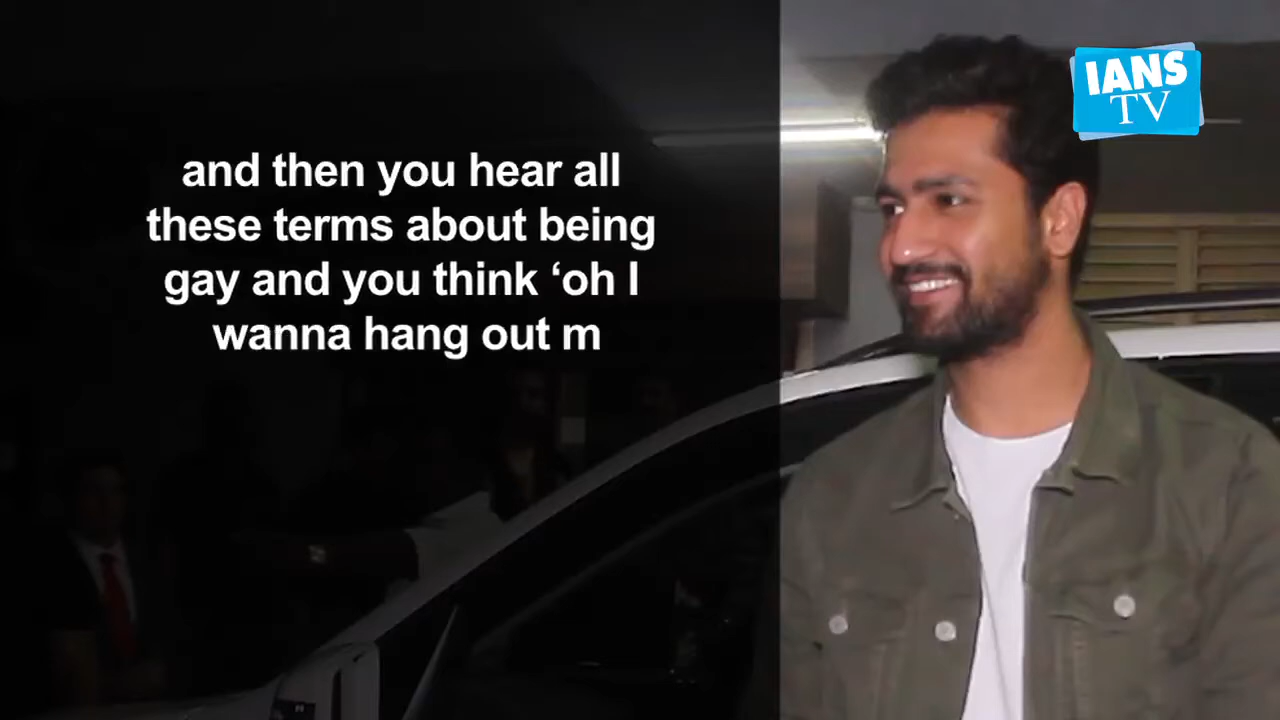 IANS
TV
and then you hear all
these terms about being
gay and you think ‘oh I
wanna hang out m